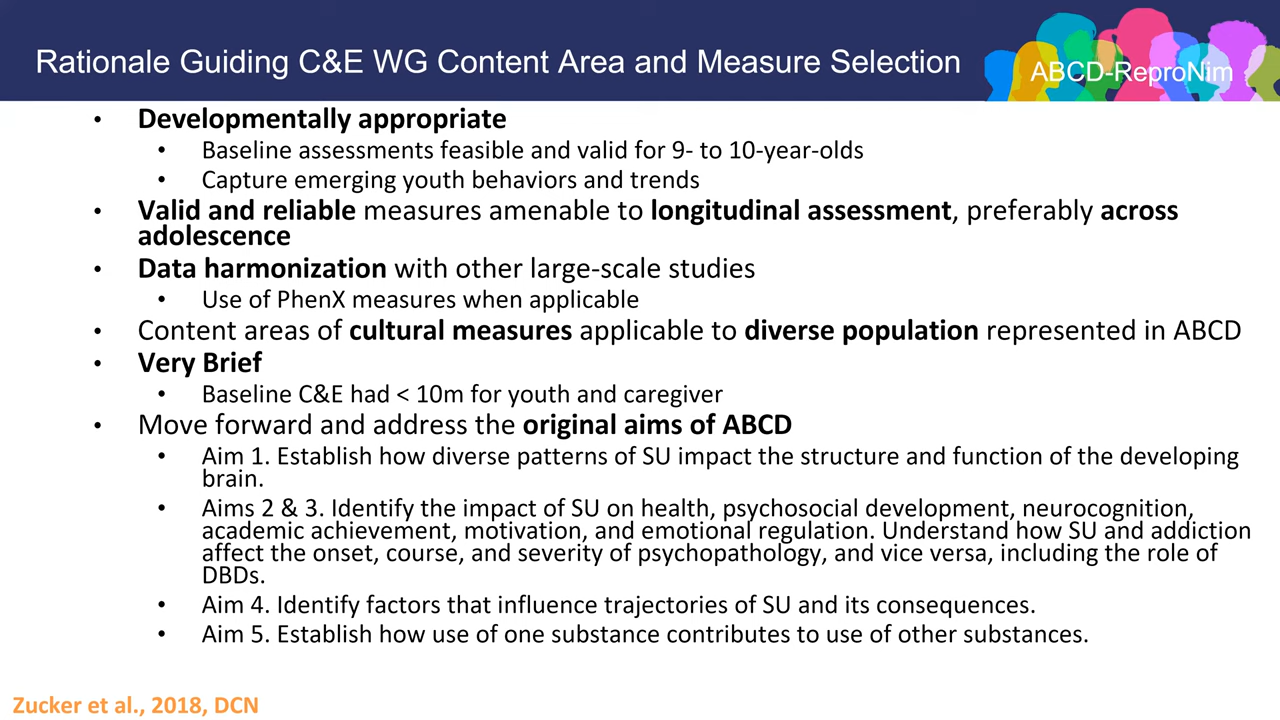 Rationale Guiding C&E WG Content Area and Measure Selection
ABCD-ReproNim
• Developmentally appropriate
• Baseline assessments feasible and valid for 9- to 10-year-olds
• Capture emerging youth behaviors and trends
• Valid and reliable measures amenable to longitudinal assessment, preferably across
adolescence
• Data harmonization with other large-scale studies
• Use of PhenX measures when applicable
• Content areas of cultural measures applicable to diverse population represented in ABCD
• Very Brief
• Baseline C&E had < 10m for youth and caregiver
• Move forward and address the original aims of ABCD
• Aim 1. Establish how diverse patterns of SU impact the structure and function of the developing
brain.
• Aims 2 & 3. Identify the impact of SU on health, psychosocial development, neurocognition,
academic achievement, motivation, and emotional regulation. Understand how SU and addiction
affect the onset, course, and severity of psychopathology, and vice versa, including the role of
DBDs.
• Aim 4. Identify factors that influence trajectories of SU and its consequences.
• Aim 5. Establish how use of one substance contributes to use of other substances.
Zucker et al., 2018, DCN